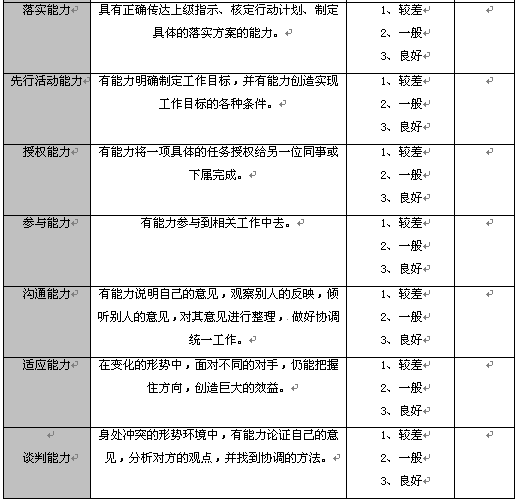 落实能力
具有正确传达上级指示、核定行动计划、制定
具体的落实方案的能力。
1、较差
2、一般
3、良好
先行活动能力
有能力明确制定工作目标，并有能力创造实现
工作目标的各种条件。
1、较差
2、一般
3、良好
授权能力
有能力将一项具体的任务授权给另一位同事或
下属完成。
1、较差
2、一般
3、良好
参与能力
有能力参与到相关工作中去。
1、较差
2、一般
3、良好
沟通能力
有能力说明自己的意见，观察别人的反映，倾
听别人的意见，对其意见进行整理，做好协调
统一工作。
1、较差
2、一般
3、良好
适应能力
在变化的形势中，面对不同的对手，仍能把握
住方向，创造巨大的效益。
1、较差
2、一般
3、良好
谈判能力
身处冲突的形势环境中，有能力论证自己的意
见，分析对方的观点，并找到协调的方法。
1、较差
2、一般
3、良好